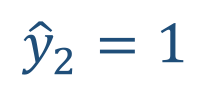 ŷ₂ = 1